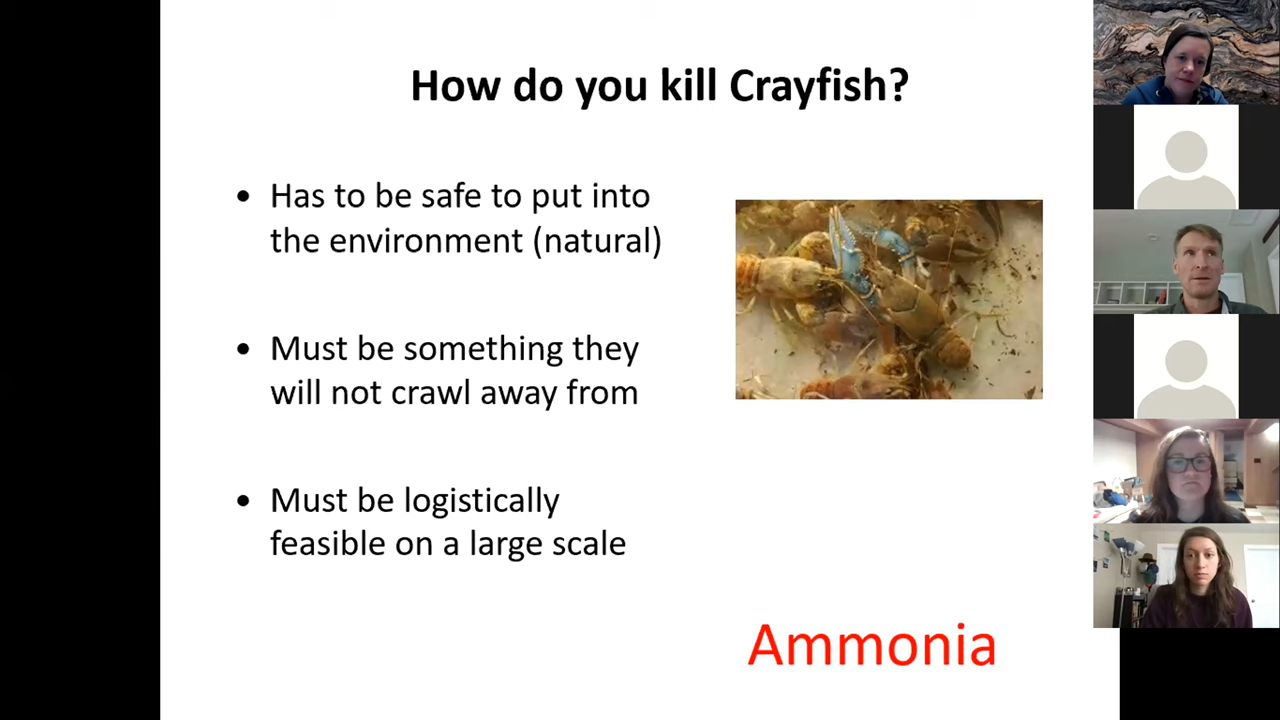 How do you kill Crayfish?
• Has to be safe to put into
the environment (natural)
• Must be something they
will not crawl away from
• Must be logistically
feasible on a large scale
Ammonia